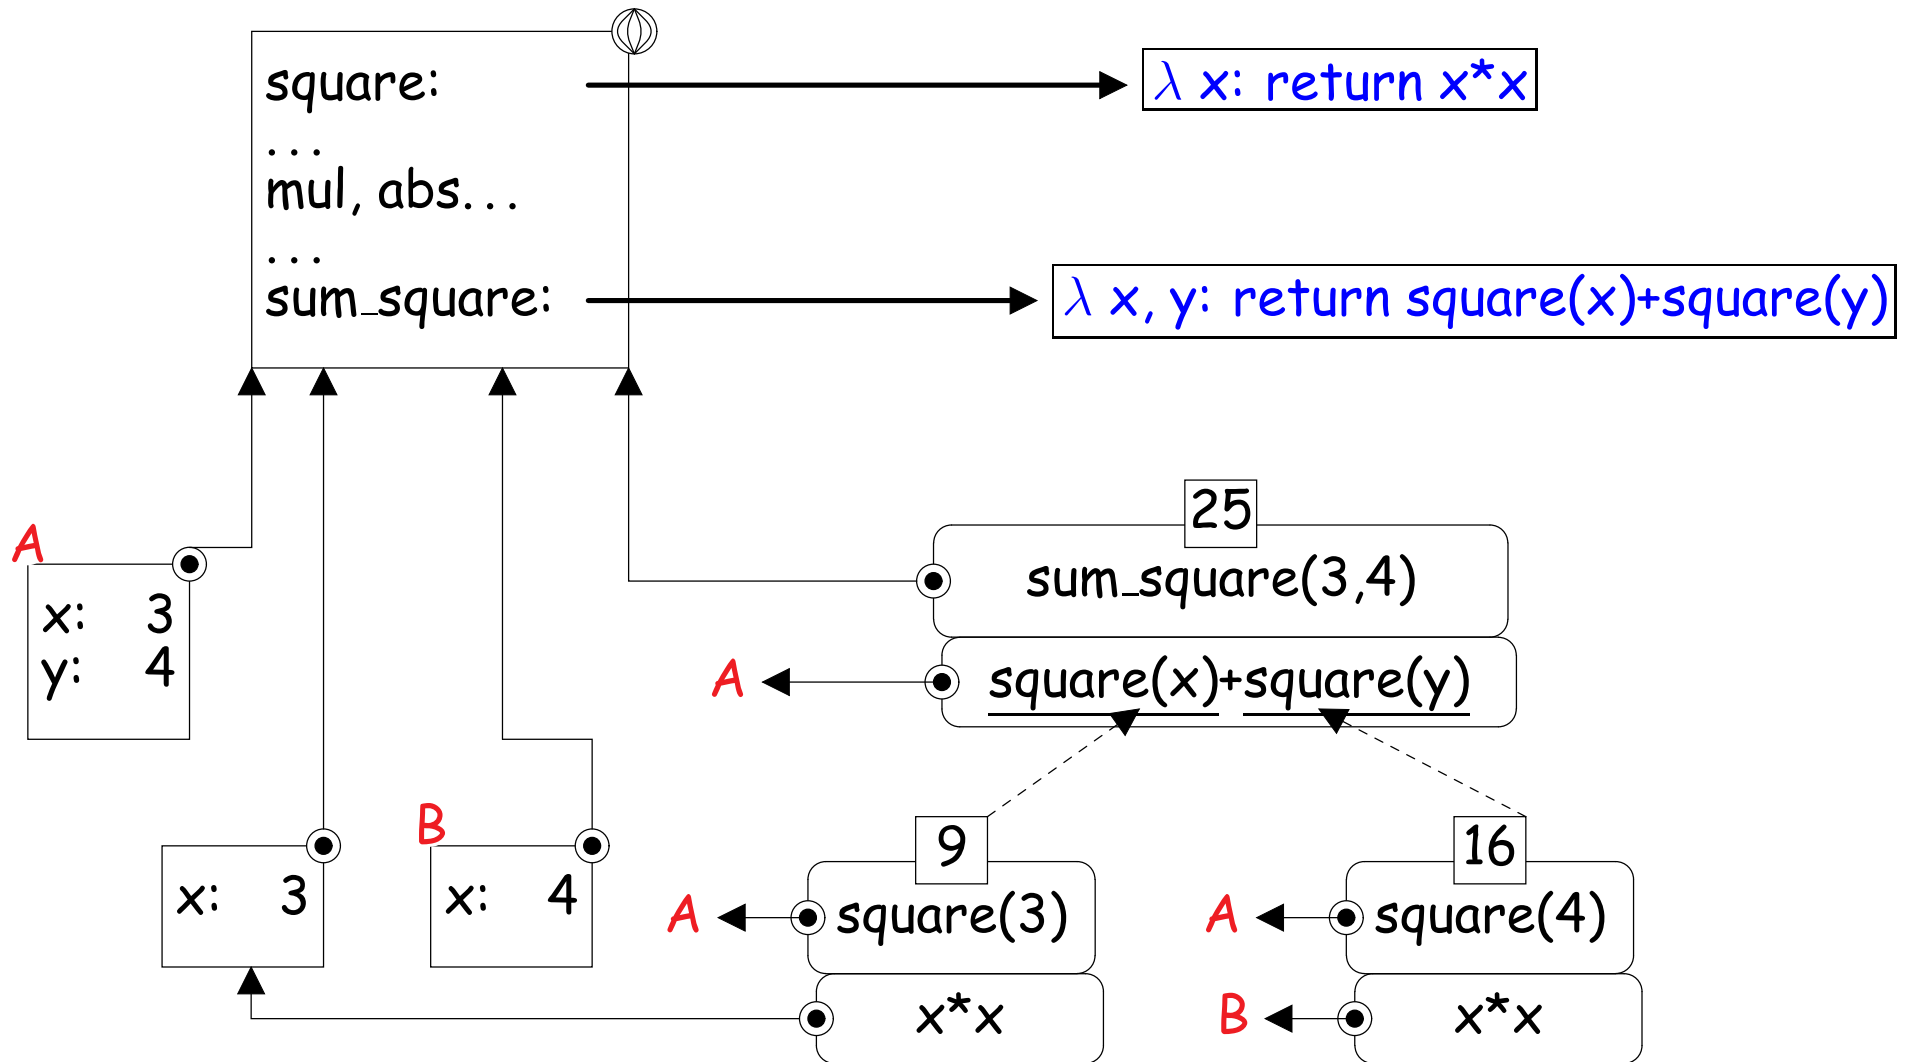 square:
λ x: return x*x
...
mul, abs...
...
sum_square:
λ x, y: return square(x)+square(y)
A
x: 3
y: 4
25
sum_square(3,4)
A
square(x)+square(y)
x: 3
B
x: 4
9
A
square(3)
x*x
16
A
square(4)
B
x*x